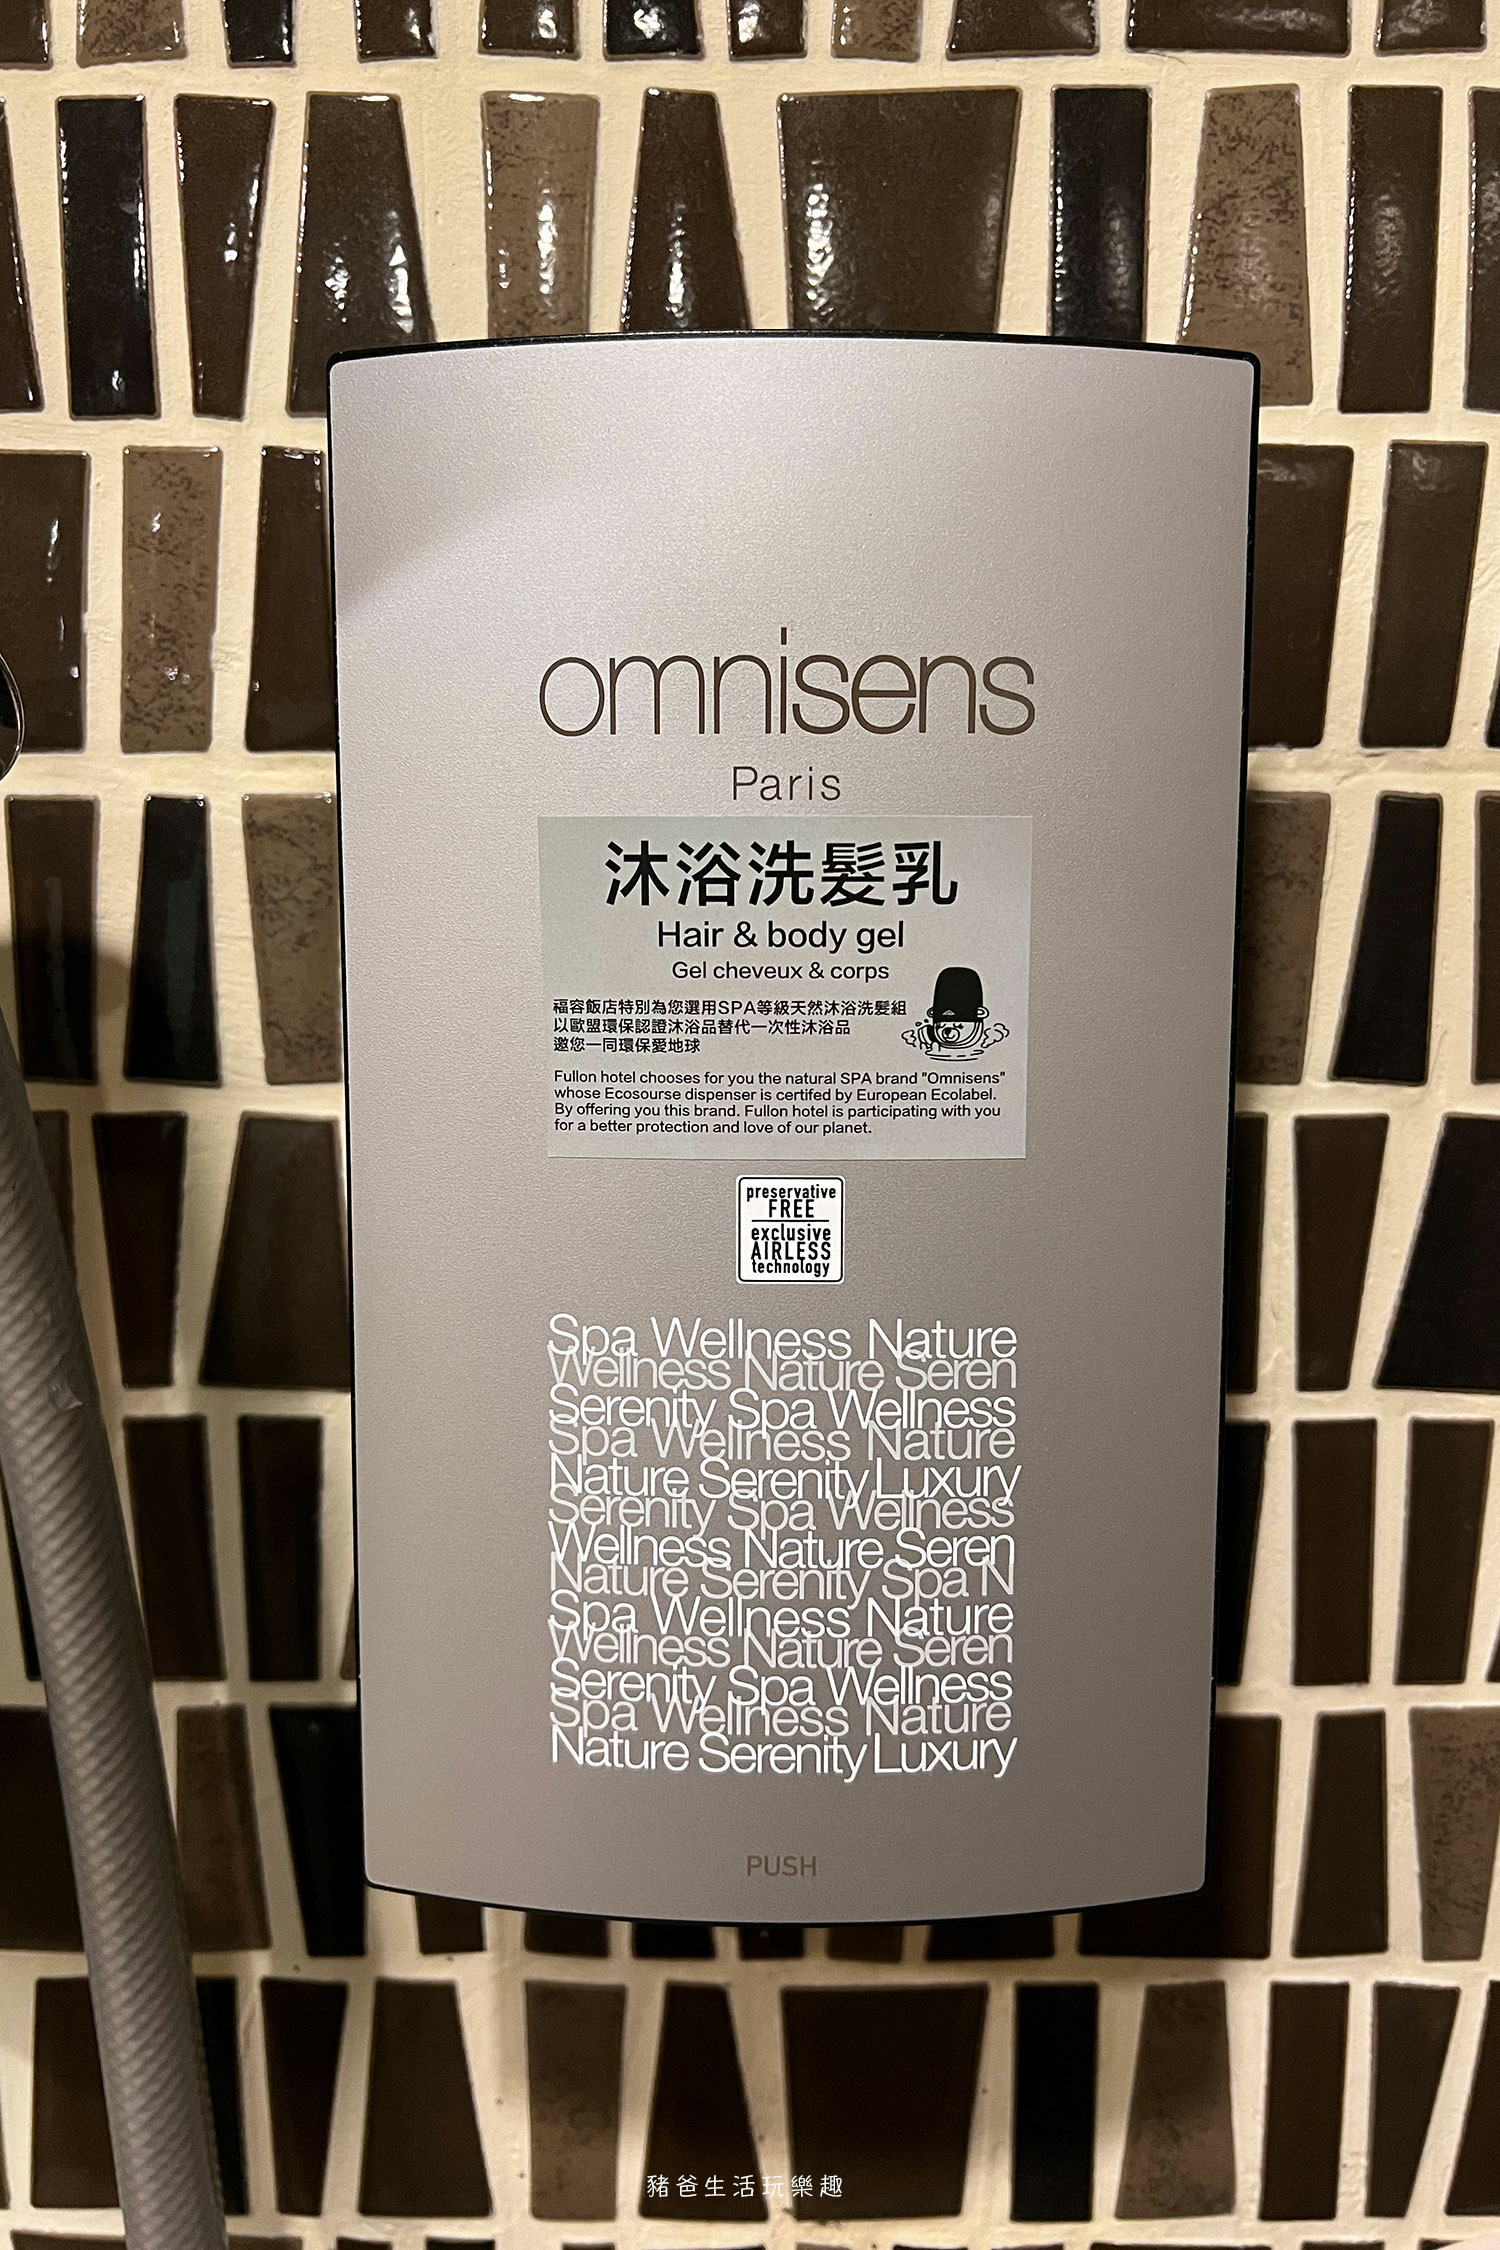 omnisens
Paris
沐浴洗髮乳
Hair & body gel
Gel cheveux & corps
福容飯店特別為您選用SPA等級天然沐浴洗髮組
以歐盟環保認證沐浴品替代一次性沐浴品
邀您一同環保愛地球
Fullon hotel chooses for you the natural SPA brand "Omnisens"
whose Ecosourse dispenser is certifed by European Ecolabel.
By offering you this brand. Fullon hotel is participating with you
for a better protection and love of our planet.
preservative
FREE
exclusive
AIRLESS
technology
Spa Wellness Nature
Wellness Nature Seren
Serenity Spa Wellness
Spa Wellness Nature
Nature Serenity Luxury
Serenity Spa Wellness
Wellness Nature Seren
Nature Serenity Spa N
Spa Wellness Nature
Wellness Nature Seren
Serenity Spa Wellness
Spa Wellness Nature
Nature Serenity Luxury
PUSH
豬爸生活玩樂趣